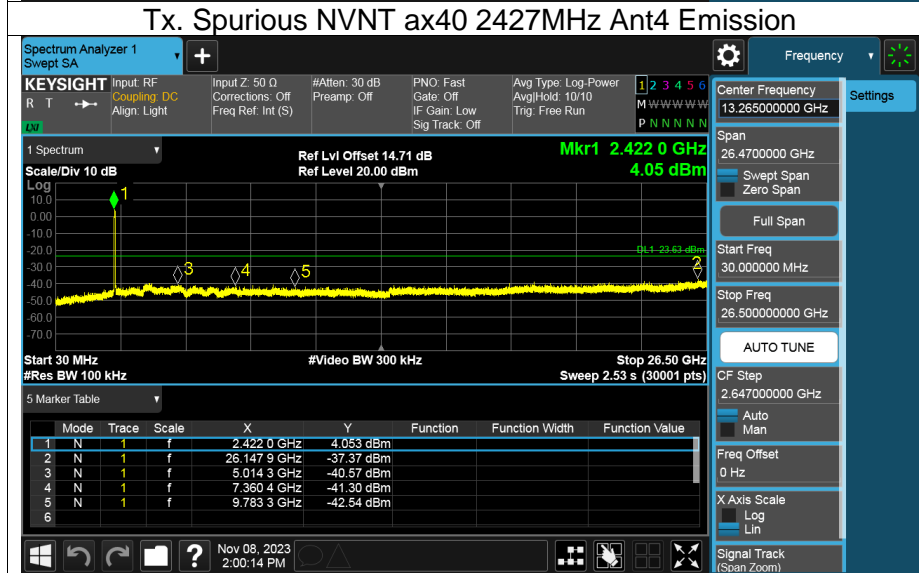 Tx. Spurious NVNT ax40 2427MHz Ant4 Emission
Spectrum Analyzer 1
Swept SA
+
Frequency
KEYSIGHT
R T
LXI
Input: RF
Coupling: DC
Align: Light
Input Z: 50 Ω
Corrections: Off
Freq Ref: Int (S)
#Atten: 30 dB
Preamp: Off
PNO: Fast
Gate: Off
IF Gain: Low
Sig Track: Off
Avg Type: Log-Power
Avg|Hold: 10/10
Trig: Free Run
1 2 3 4 5 6
M W W W W W
P N N N N N
Center Frequency
13.265000000 GHz
Settings
1 Spectrum
Scale/Div 10 dB
Ref Lvl Offset 14.71 dB
Ref Level 20.00 dBm
Mkr1 2.422 0 GHz
4.05 dBm
Log
10.0
0.00
-10.0
-20.0
-30.0
-40.0
-50.0
-60.0
-70.0
1
3
4
5
2
DL1 -23.63 dBm
Start 30 MHz
#Res BW 100 kHz
#Video BW 300 kHz
Stop 26.50 GHz
Sweep 2.53 s (30001 pts)
Span
26.4700000 GHz
Swept Span
Zero Span
Full Span
Start Freq
30.000000 MHz
Stop Freq
26.500000000 GHz
AUTO TUNE
CF Step
2.647000000 GHz
Auto
Man
Freq Offset
0 Hz
X Axis Scale
Log
Lin
Signal Track
(Span Zoom)
5 Marker Table
Mode Trace Scale X Y Function Function Width Function Value
1 N 1 f 2.422 0 GHz 4.053 dBm
2 N 1 f 26.147 9 GHz -37.37 dBm
3 N 1 f 5.014 3 GHz -40.57 dBm
4 N 1 f 7.360 4 GHz -41.30 dBm
5 N 1 f 9.783 3 GHz -42.54 dBm
6
?
Nov 08, 2023
2:00:14 PM